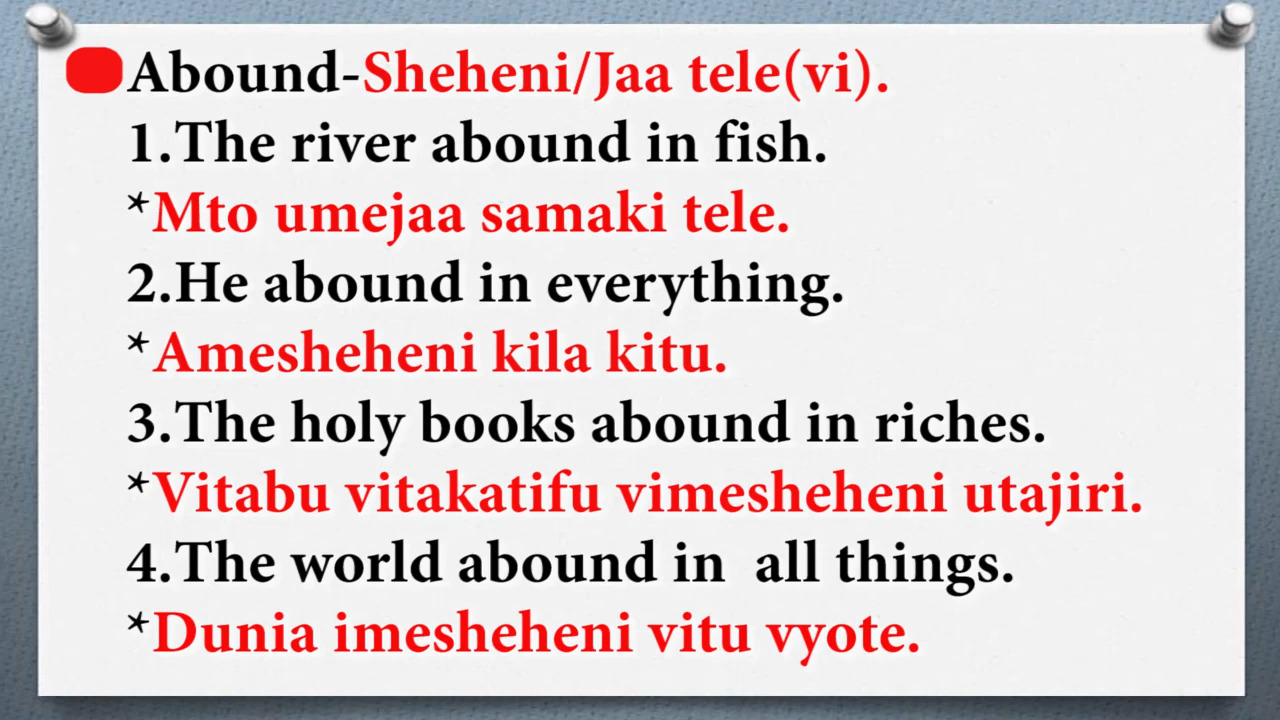 Abound-Sheheni/Jaa tele(vi).
1.The river abound in fish.
*Mto umejaa samaki tele.
2.He abound in everything.
*Amesheheni kila kitu.
3.The holy books abound in riches.
*Vitabu vitakatifu vimesheheni utajiri.
4.The world abound in  all things.
*Dunia imesheheni vitu vyote.